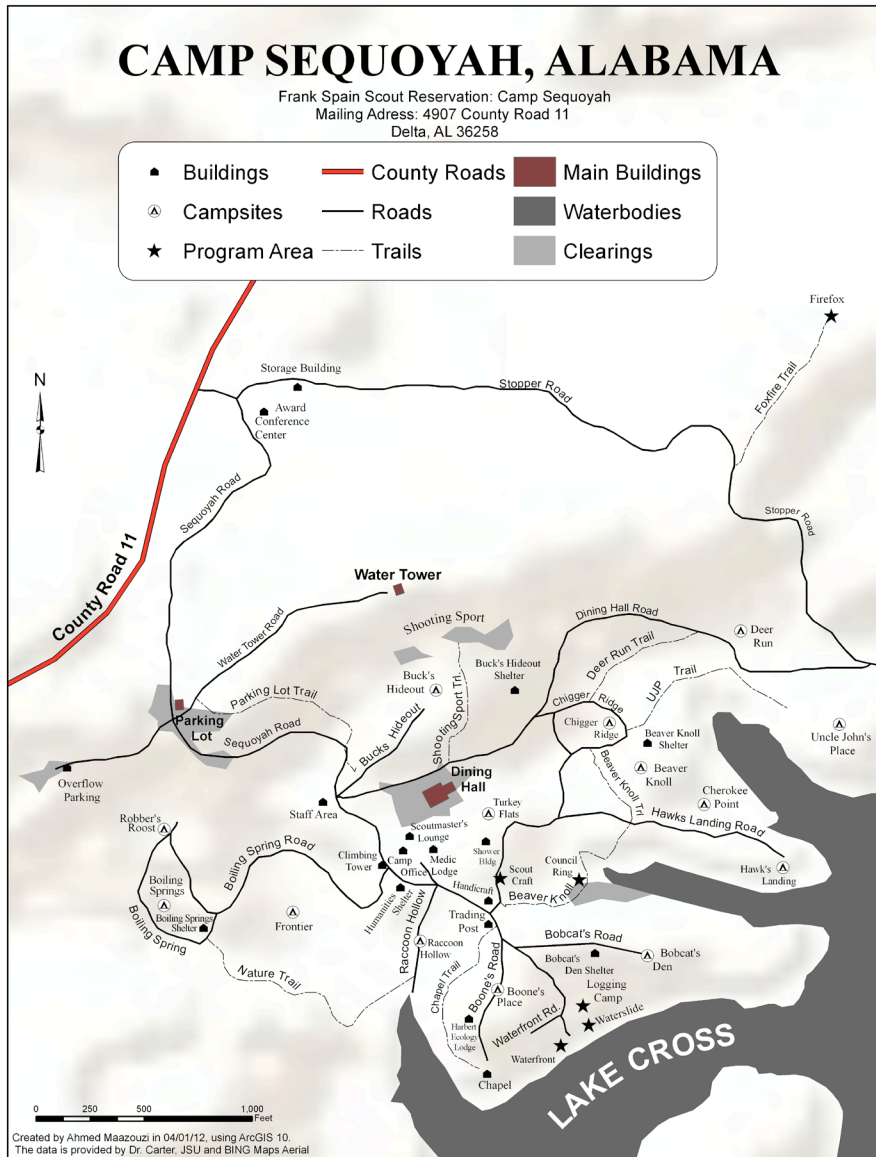 CAMP SEQUOYAH, ALABAMA
Frank Spain Scout Reservation: Camp Sequoyah
Mailing Adress: 4907 County Road 11
Delta, AL 36258
Buildings
County Roads
Main Buildings
Campsites
Roads
Waterbodies
Program Area
Trails
Clearings
Firefox
Foxfire Trail
N
Storage Building
Stopper Road
Award
Conference
Center
Sequoyah Road
Stopper Road
County Road 11
Water Tower
Water Tower Road
Shooting Sport
Dining Hall Road
Deer
Run
Deer Run Trail
Buck's
Hideout
Buck's Hideout
Shelter
UJP Trail
Parking Lot Trail
Chigger Ridge
Parking
Lot
Sequoyah Road
Bucks Hideout
Shooting Sport Trl.
Chigger
Ridge
Beaver Knoll
Shelter
Uncle John's
Place
Overflow
Parking
Dining
Hall
Beaver Knoll Trl
Beaver
Knoll
Cherokee
Point
Staff Area
Turkey
Flats
Hawks Landing Road
Robber's
Roost
Scoutmaster's
Lounge
Boiling Spring Road
Climbing
Tower
Camp
Office
Medic
Lodge
Shower
Bldg
Scout
Craft
Council
Ring
Hawk's
Landing
Boiling
Springs
Humanities
Shelter
Handicraft
Beaver Knoll
Boiling Springs
Shelter
Frontier
Trading
Post
Boiling Spring
Raccoon Hollow
Raccoon
Hollow
Bobcat's Road
Bobcat's
Den
Bobcat's
Den Shelter
Nature Trail
Chapel Trail
Boone's Road
Boone's
Place
Logging
Camp
Waterslide
Harbert
Ecology
Lodge
Waterfront Rd.
Waterfront
Chapel
LAKE CROSS
0 250 500 1,000
Feet
Created by Ahmed Maazouzi in 04/01/12, using ArcGIS 10.
The data is provided by Dr. Carter, JSU and BING Maps Aerial